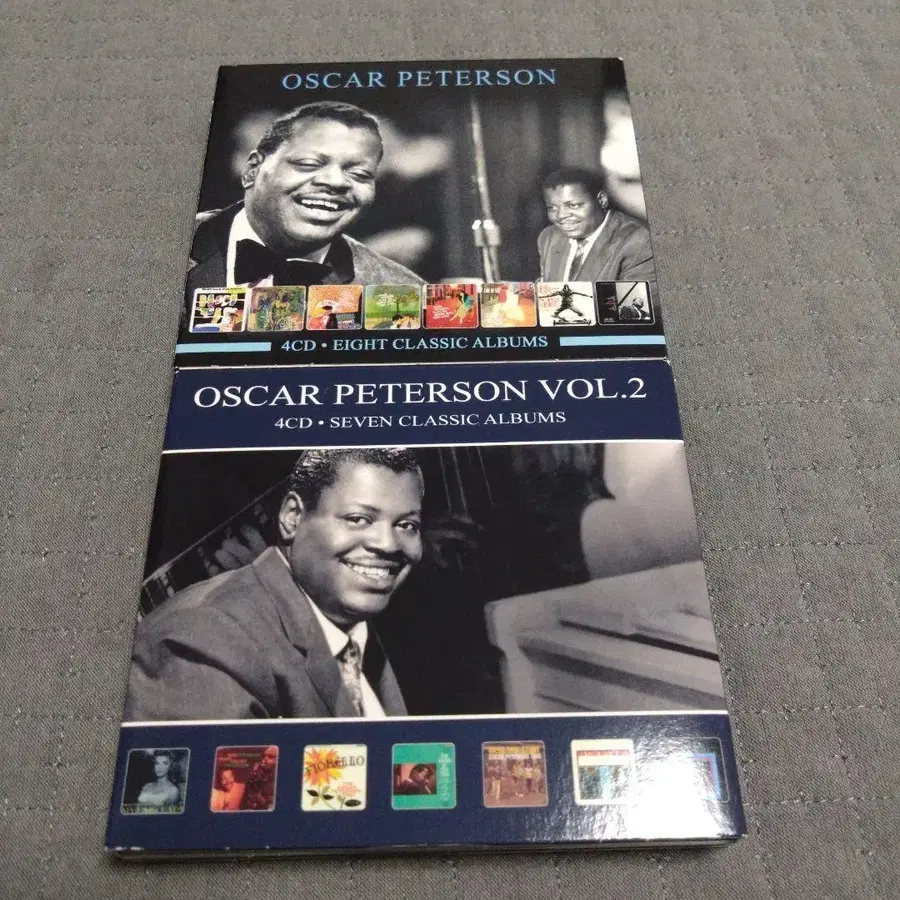 OSCAR PETERSON
4CD • EIGHT CLASSIC ALBUMS
OSCAR PETERSON VOL.2
4CD • SEVEN CLASSIC ALBUMS
FIORELLO